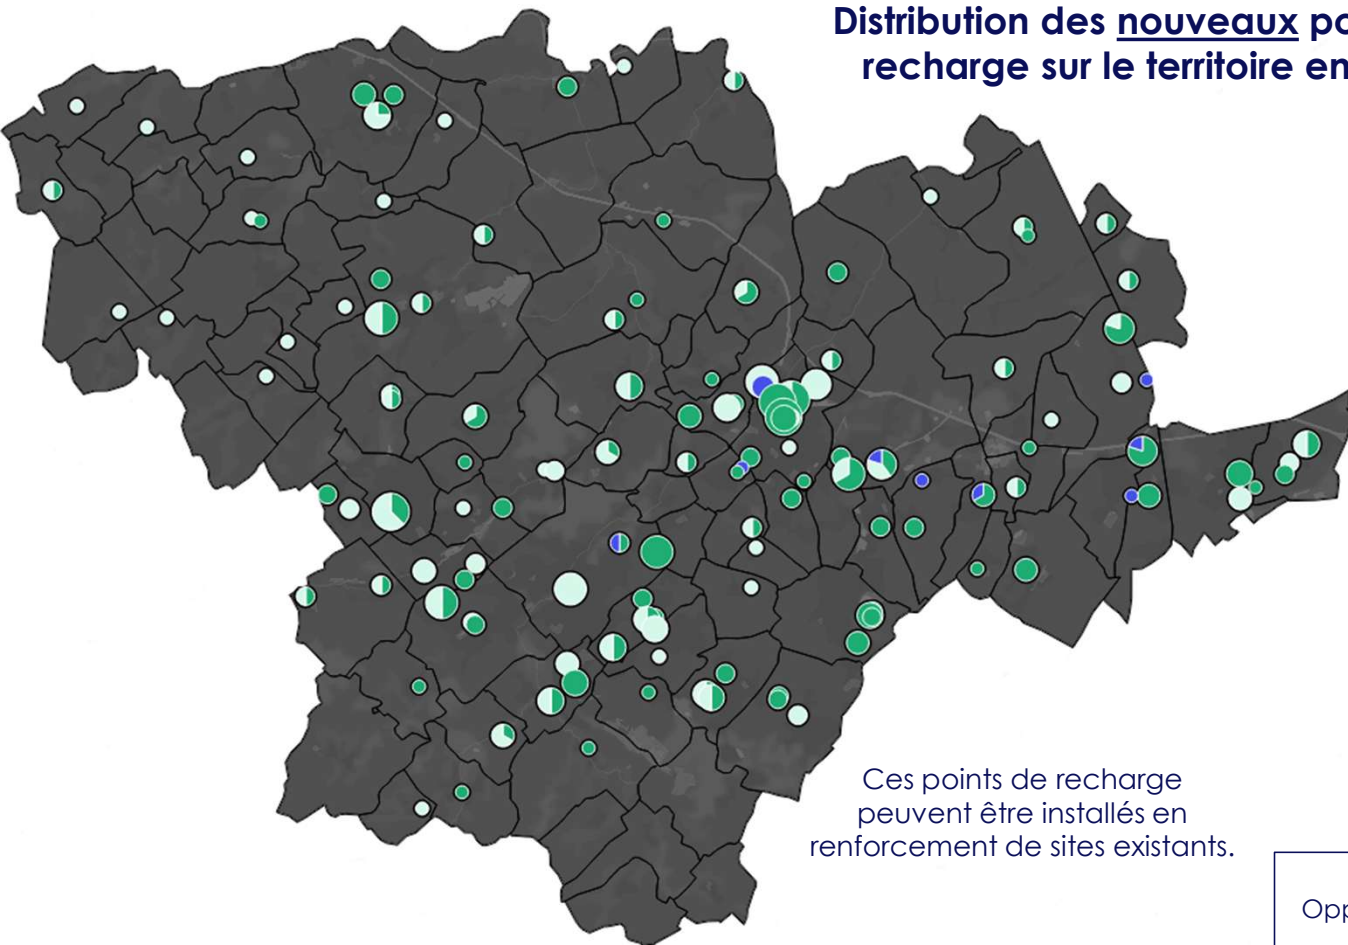 Distribution des nouveaux
recharge sur le territoire
Ces points de recharge
peuvent être installés en
renforcement de sites existants.